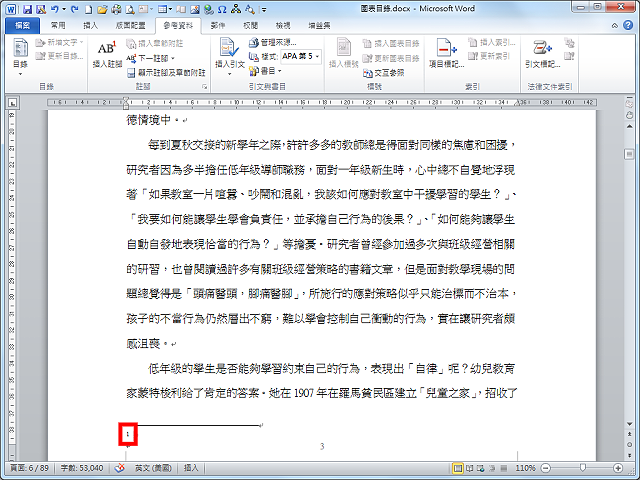 圖表目錄.docx - Microsoft Word
檔案 常用 插入 版面配置 參考資料 郵件 校閱 檢視 增益集
目錄 新增文字 更新目錄...
AB¹ 插入註腳 插入章節附註 下一註腳 顯示註腳及章節附註
插入引文 管理來源... 樣式: APA 第 5 書目
插入標號 插入圖表目錄 更新圖表目錄 交互參照
項目標記... 插入索引... 更新索引
引文標記...
目錄 註腳 引文與書目 標號 索引 法律文件索引
德情境中。
每到夏秋交接的新學年之際,許許多多的教師總是得面對同樣的焦慮和困擾,
研究者因為多半擔任低年級導師職務,面對一年級新生時,心中總不自覺地浮現
著「如果教室一片喧囂、吵鬧和混亂,我該如何應對教室中干擾學習的學生?」、
「我要如何能讓學生學會負責任,並承擔自己行為的後果?」、「如何能夠讓學生
自動自發地表現恰當的行為?」等擔憂。研究者曾經參加過多次與班級經營相關
的研習,也曾閱讀過許多有關班級經營策略的書籍文章,但是面對教學現場的問
題總覺得是「頭痛醫頭,腳痛醫腳」,所施行的應對策略似乎只能治標而不治本,
孩子的不當行為仍然層出不窮,難以學會控制自己衝動的行為,實在讓研究者頗
感沮喪。
低年級的學生是否能夠學習約束自己的行為,表現出「自律」呢?幼兒教育
家蒙特梭利給了肯定的答案。她在 1907 年在羅馬貧民區建立「兒童之家」,招收了
1
3
頁面: 6 / 89 字數: 53,040 英文 (美國) 插入 110%